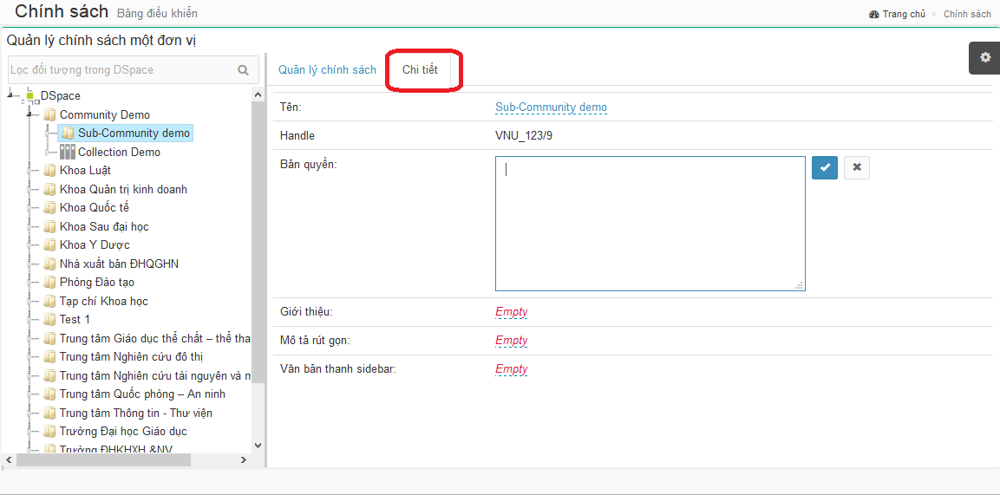 Chính sách Bảng điều khiển
Trang chủ > Chính sách
Quản lý chính sách một đơn vị
Lọc đối tượng trong DSpace
DSpace
Community Demo
Sub-Community demo
Collection Demo
Khoa Luật
Khoa Quản trị kinh doanh
Khoa Quốc tế
Khoa Sau đại học
Khoa Y Dược
Nhà xuất bản ĐHQGHN
Phòng Đào tạo
Tạp chí Khoa học
Test 1
Trung tâm Giáo dục thể chất – thể tha
Trung tâm Nghiên cứu đô thị
Trung tâm Nghiên cứu tài nguyên và m
Trung tâm Quốc phòng – An ninh
Trung tâm Thông tin - Thư viện
Trường Đại học Giáo dục
Trường ĐHKHXH &NV
Quản lý chính sách Chi tiết
Tên: Sub-Community demo
Handle VNU_123/9
Bản quyền:
Giới thiệu: Empty
Mô tả rút gọn: Empty
Văn bản thanh sidebar: Empty